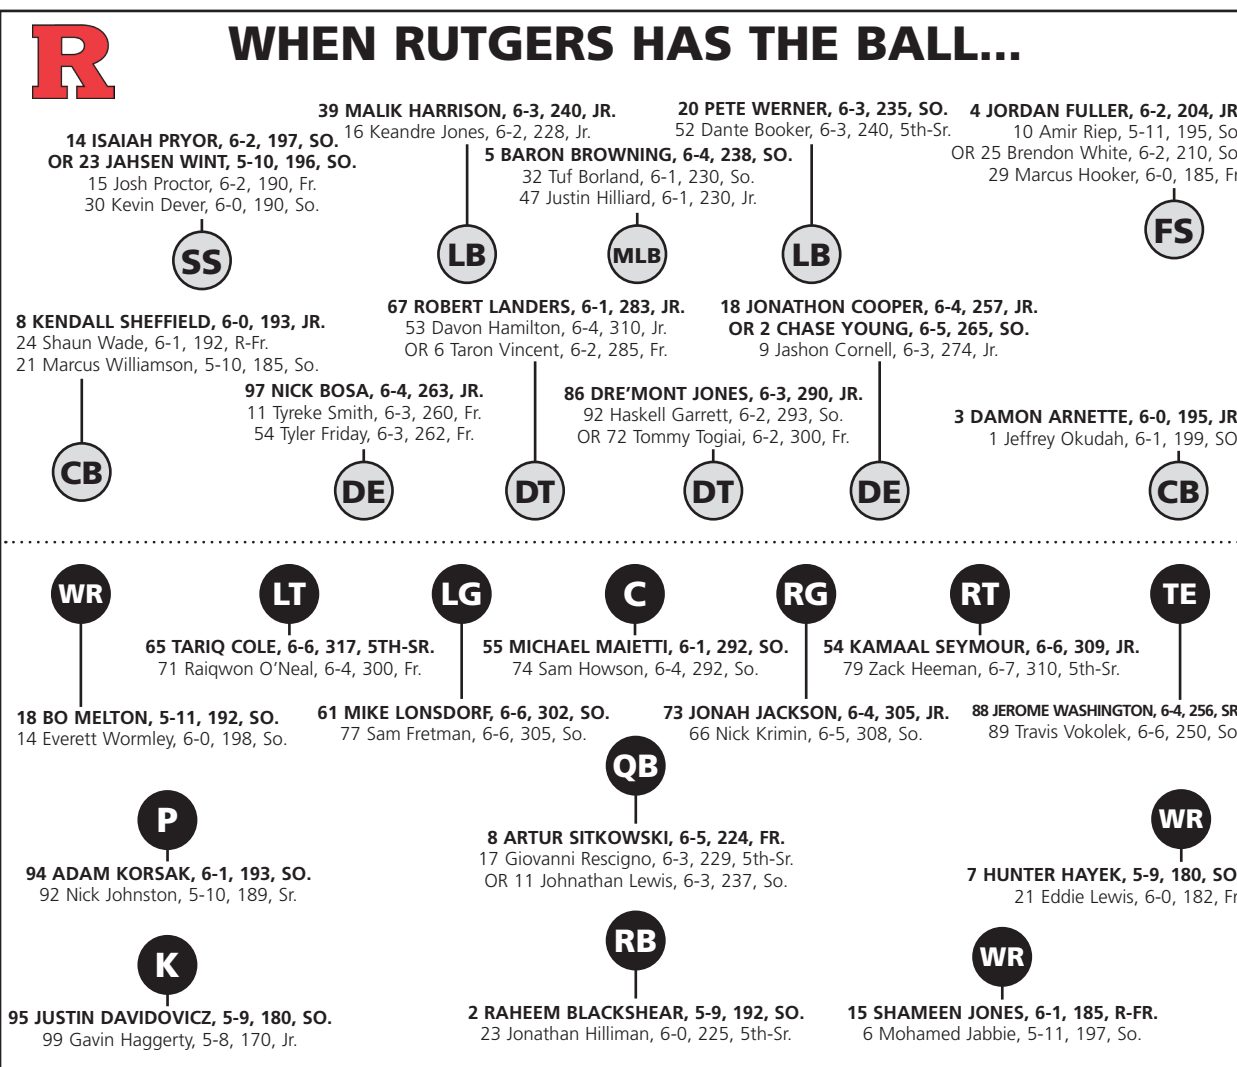 R
WHEN RUTGERS HAS THE BALL...
39 MALIK HARRISON, 6-3, 240, JR.
16 Keandre Jones, 6-2, 228, Jr.
20 PETE WERNER, 6-3, 235, SO.
52 Dante Booker, 6-3, 240, 5th-Sr.
4 JORDAN FULLER, 6-2, 204, JR
10 Amir Riep, 5-11, 195, So
OR 25 Brendon White, 6-2, 210, So
29 Marcus Hooker, 6-0, 185, Fr
14 ISAIAH PRYOR, 6-2, 197, SO.
OR 23 JAHSEN WINT, 5-10, 196, SO.
15 Josh Proctor, 6-2, 190, Fr.
30 Kevin Dever, 6-0, 190, So.
5 BARON BROWNING, 6-4, 238, SO.
32 Tuf Borland, 6-1, 230, So.
47 Justin Hilliard, 6-1, 230, Jr.
SS
LB
MLB
LB
FS
8 KENDALL SHEFFIELD, 6-0, 193, JR.
24 Shaun Wade, 6-1, 192, R-Fr.
21 Marcus Williamson, 5-10, 185, So.
67 ROBERT LANDERS, 6-1, 283, JR.
53 Davon Hamilton, 6-4, 310, Jr.
OR 6 Taron Vincent, 6-2, 285, Fr.
18 JONATHON COOPER, 6-4, 257, JR.
OR 2 CHASE YOUNG, 6-5, 265, SO.
9 Jashon Cornell, 6-3, 274, Jr.
97 NICK BOSA, 6-4, 263, JR.
11 Tyreke Smith, 6-3, 260, Fr.
54 Tyler Friday, 6-3, 262, Fr.
86 DRE’MONT JONES, 6-3, 290, JR.
92 Haskell Garrett, 6-2, 293, So.
OR 72 Tommy Togiai, 6-2, 300, Fr.
3 DAMON ARNETTE, 6-0, 195, JR
1 Jeffrey Okudah, 6-1, 199, SO
CB
DE
DT
DT
DE
CB
WR
LT
LG
C
RG
RT
TE
65 TARIQ COLE, 6-6, 317, 5TH-SR.
71 Raiqwon O’Neal, 6-4, 300, Fr.
55 MICHAEL MAIETTI, 6-1, 292, SO.
74 Sam Howson, 6-4, 292, So.
54 KAMAAL SEYMOUR, 6-6, 309, JR.
79 Zack Heeman, 6-7, 310, 5th-Sr.
18 BO MELTON, 5-11, 192, SO.
14 Everett Wormley, 6-0, 198, So.
61 MIKE LONSDORF, 6-6, 302, SO.
77 Sam Fretman, 6-6, 305, So.
73 JONAH JACKSON, 6-4, 305, JR.
66 Nick Krimin, 6-5, 308, So.
88 JEROME WASHINGTON, 6-4, 256, SR
89 Travis Vokolek, 6-6, 250, So
QB
8 ARTUR SITKOWSKI, 6-5, 224, FR.
17 Giovanni Rescigno, 6-3, 229, 5th-Sr.
OR 11 Johnathan Lewis, 6-3, 237, So.
P
94 ADAM KORSAK, 6-1, 193, SO.
92 Nick Johnston, 5-10, 189, Sr.
WR
7 HUNTER HAYEK, 5-9, 180, SO
21 Eddie Lewis, 6-0, 182, Fr
K
95 JUSTIN DAVIDOVICZ, 5-9, 180, SO.
99 Gavin Haggerty, 5-8, 170, Jr.
RB
2 RAHEEM BLACKSHEAR, 5-9, 192, SO.
23 Jonathan Hilliman, 6-0, 225, 5th-Sr.
WR
15 SHAMEEN JONES, 6-1, 185, R-FR.
6 Mohamed Jabbie, 5-11, 197, So.